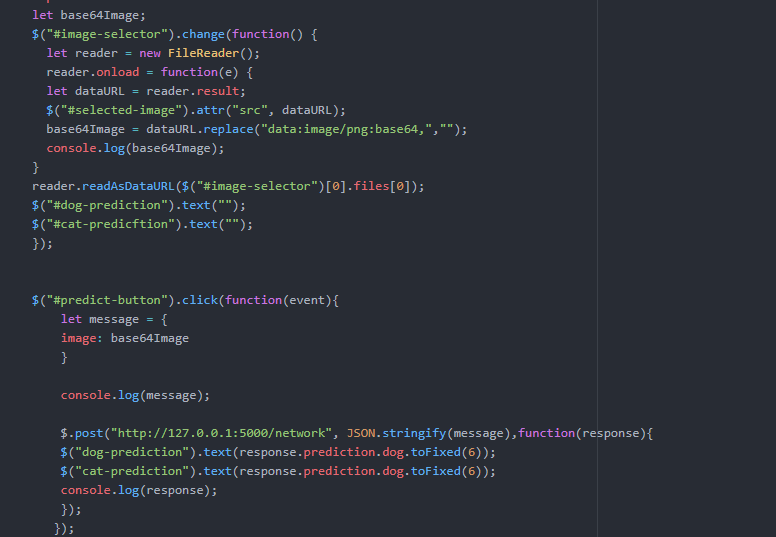 let base64Image;
$("#image-selector").change(function() {
let reader = new FileReader();
reader.onload = function(e) {
let dataURL = reader.result;
$("#selected-image").attr("src", dataURL);
base64Image = dataURL.replace("data:image/png:base64,","");
console.log(base64Image);
}
reader.readAsDataURL($("#image-selector")[0].files[0]);
$("#dog-prediction").text("");
$("#cat-predicftion").text("");
});
$("#predict-button").click(function(event){
let message = {
image: base64Image
}
console.log(message);
$.post("http://127.0.0.1:5000/network", JSON.stringify(message),function(response){
$("dog-prediction").text(response.prediction.dog.toFixed(6));
$("cat-prediction").text(response.prediction.dog.toFixed(6));
console.log(response);
});
});